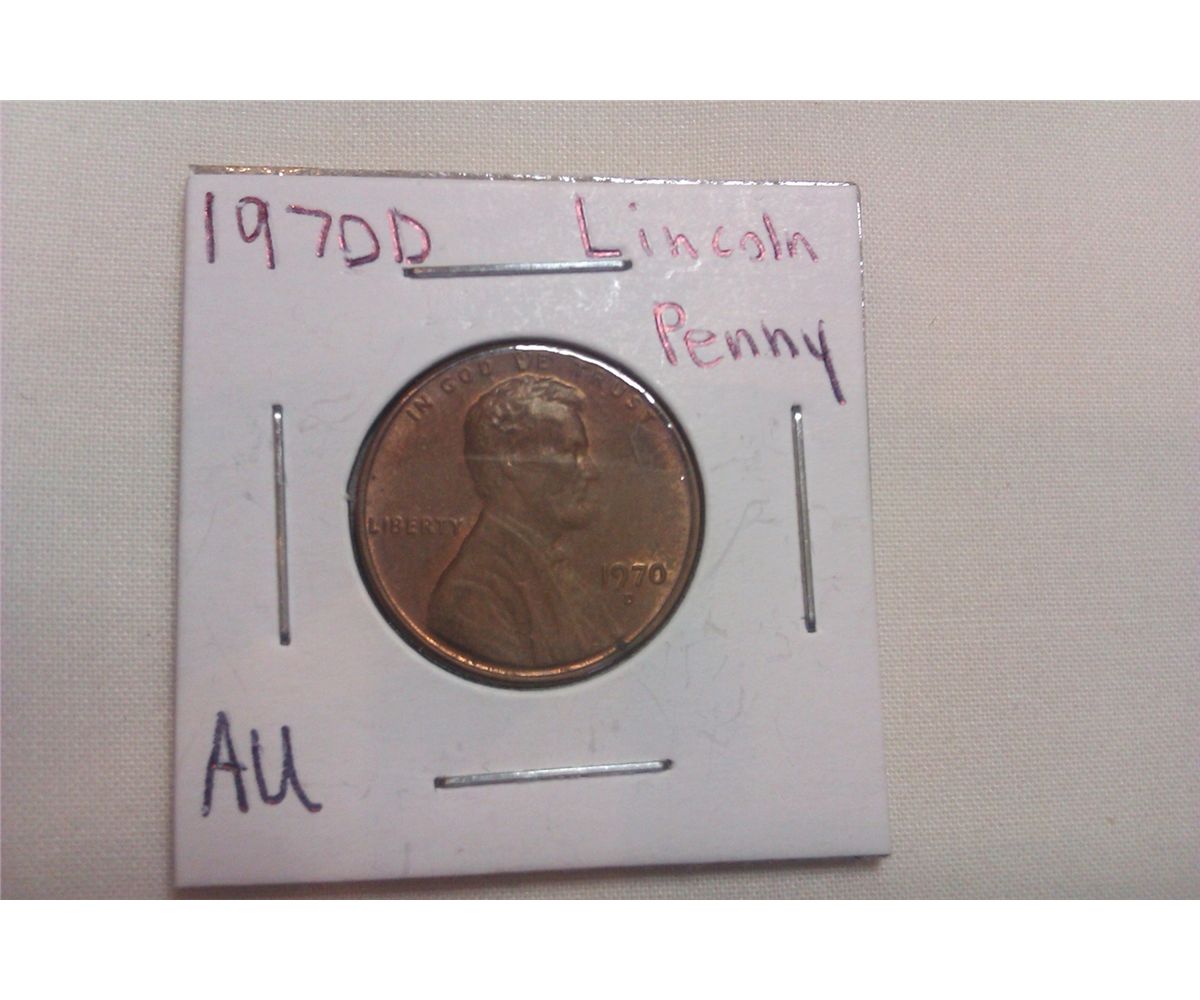 1970D Lincoln
Penny
IN GOD WE TRUST
LIBERTY
1970
D
AU